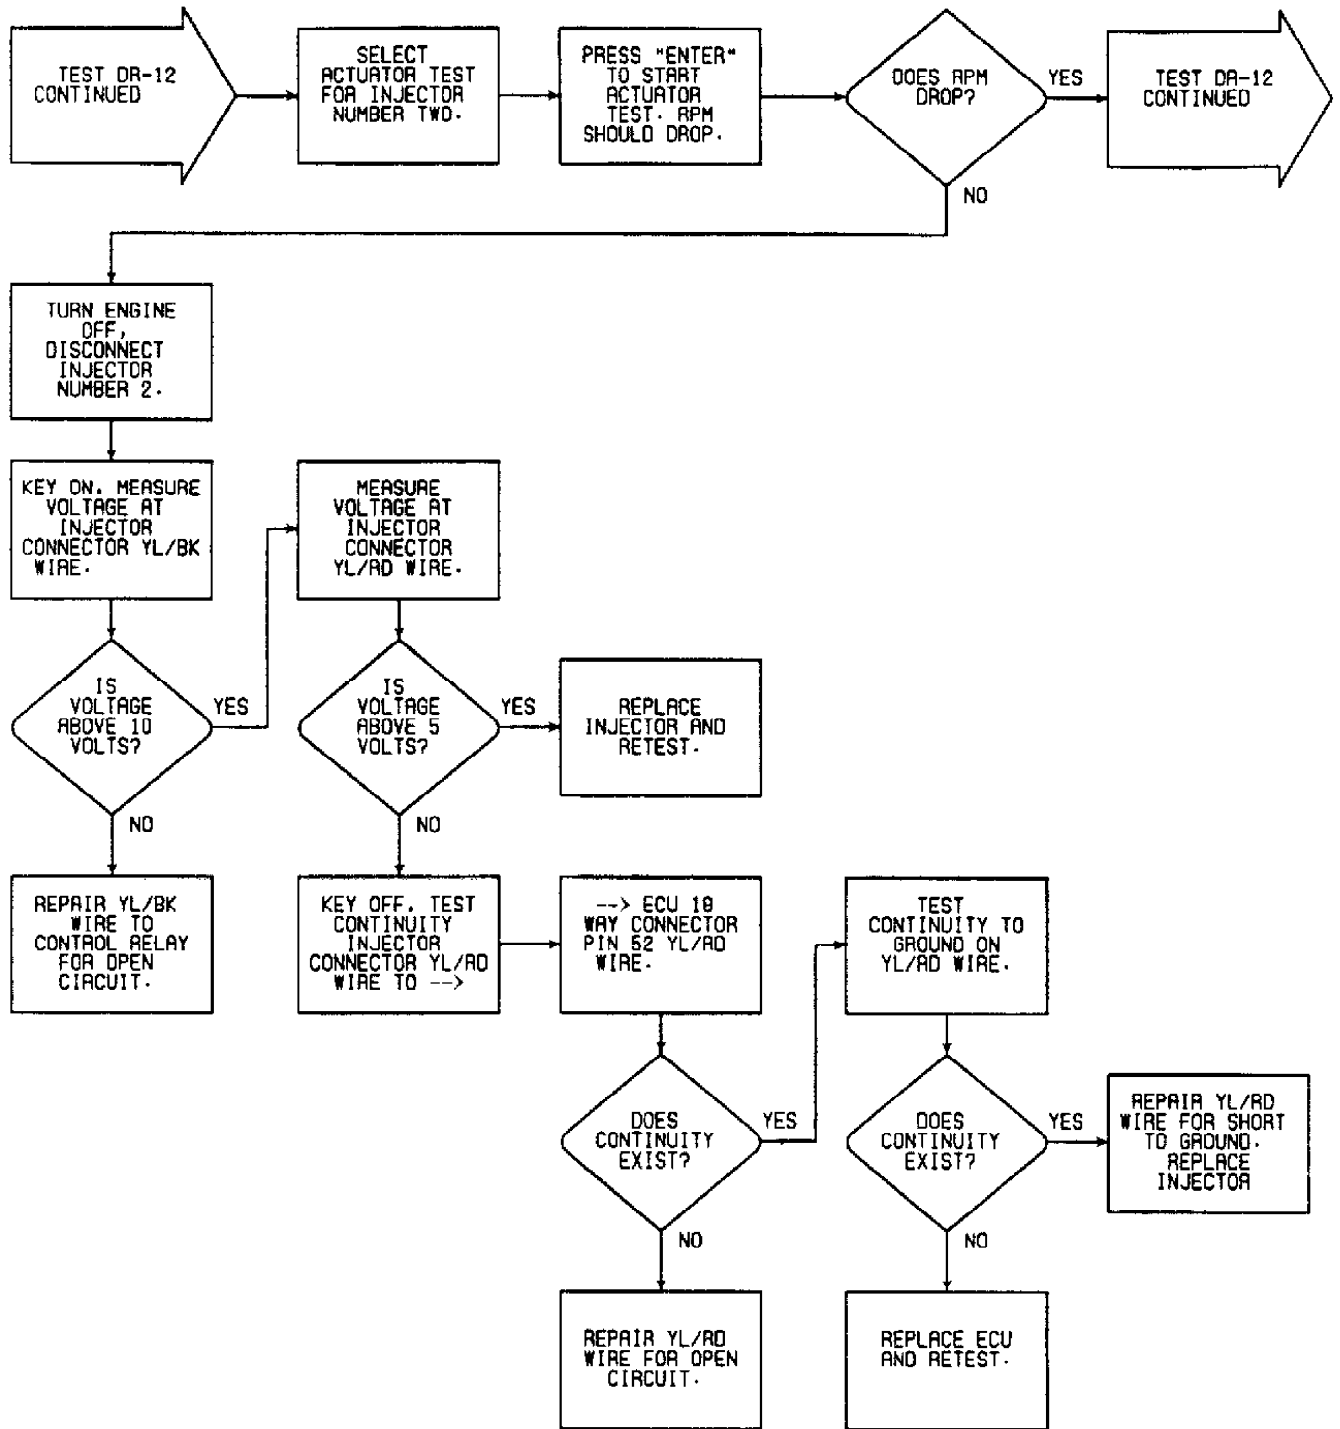 TEST DR-12
CONTINUED
SELECT
ACTUATOR TEST
FOR INJECTOR
NUMBER TWO.
PRESS "ENTER"
TO START
ACTUATOR
TEST. RPM
SHOULD DROP.
DOES RPM
DROP?
YES
TEST DR-12
CONTINUED
NO
TURN ENGINE
OFF,
DISCONNECT
INJECTOR
NUMBER 2.
KEY ON. MEASURE
VOLTAGE AT
INJECTOR
CONNECTOR YL/BK
WIRE.
MEASURE
VOLTAGE AT
INJECTOR
CONNECTOR
YL/RD WIRE.
IS
VOLTAGE
ABOVE 10
VOLTS?
YES
IS
VOLTAGE
ABOVE 5
VOLTS?
YES
REPLACE
INJECTOR AND
RETEST.
NO
NO
REPAIR YL/BK
WIRE TO
CONTROL RELAY
FOR OPEN
CIRCUIT.
KEY OFF. TEST
CONTINUITY
INJECTOR
CONNECTOR YL/RD
WIRE TO -->
--> ECU 18
WAY CONNECTOR
PIN 52 YL/RD
WIRE.
TEST
CONTINUITY TO
GROUND ON
YL/RD WIRE.
DOES
CONTINUITY
EXIST?
YES
DOES
CONTINUITY
EXIST?
YES
REPAIR YL/RD
WIRE FOR SHORT
TO GROUND.
REPLACE
INJECTOR
NO
NO
REPAIR YL/RD
WIRE FOR OPEN
CIRCUIT.
REPLACE ECU
AND RETEST.